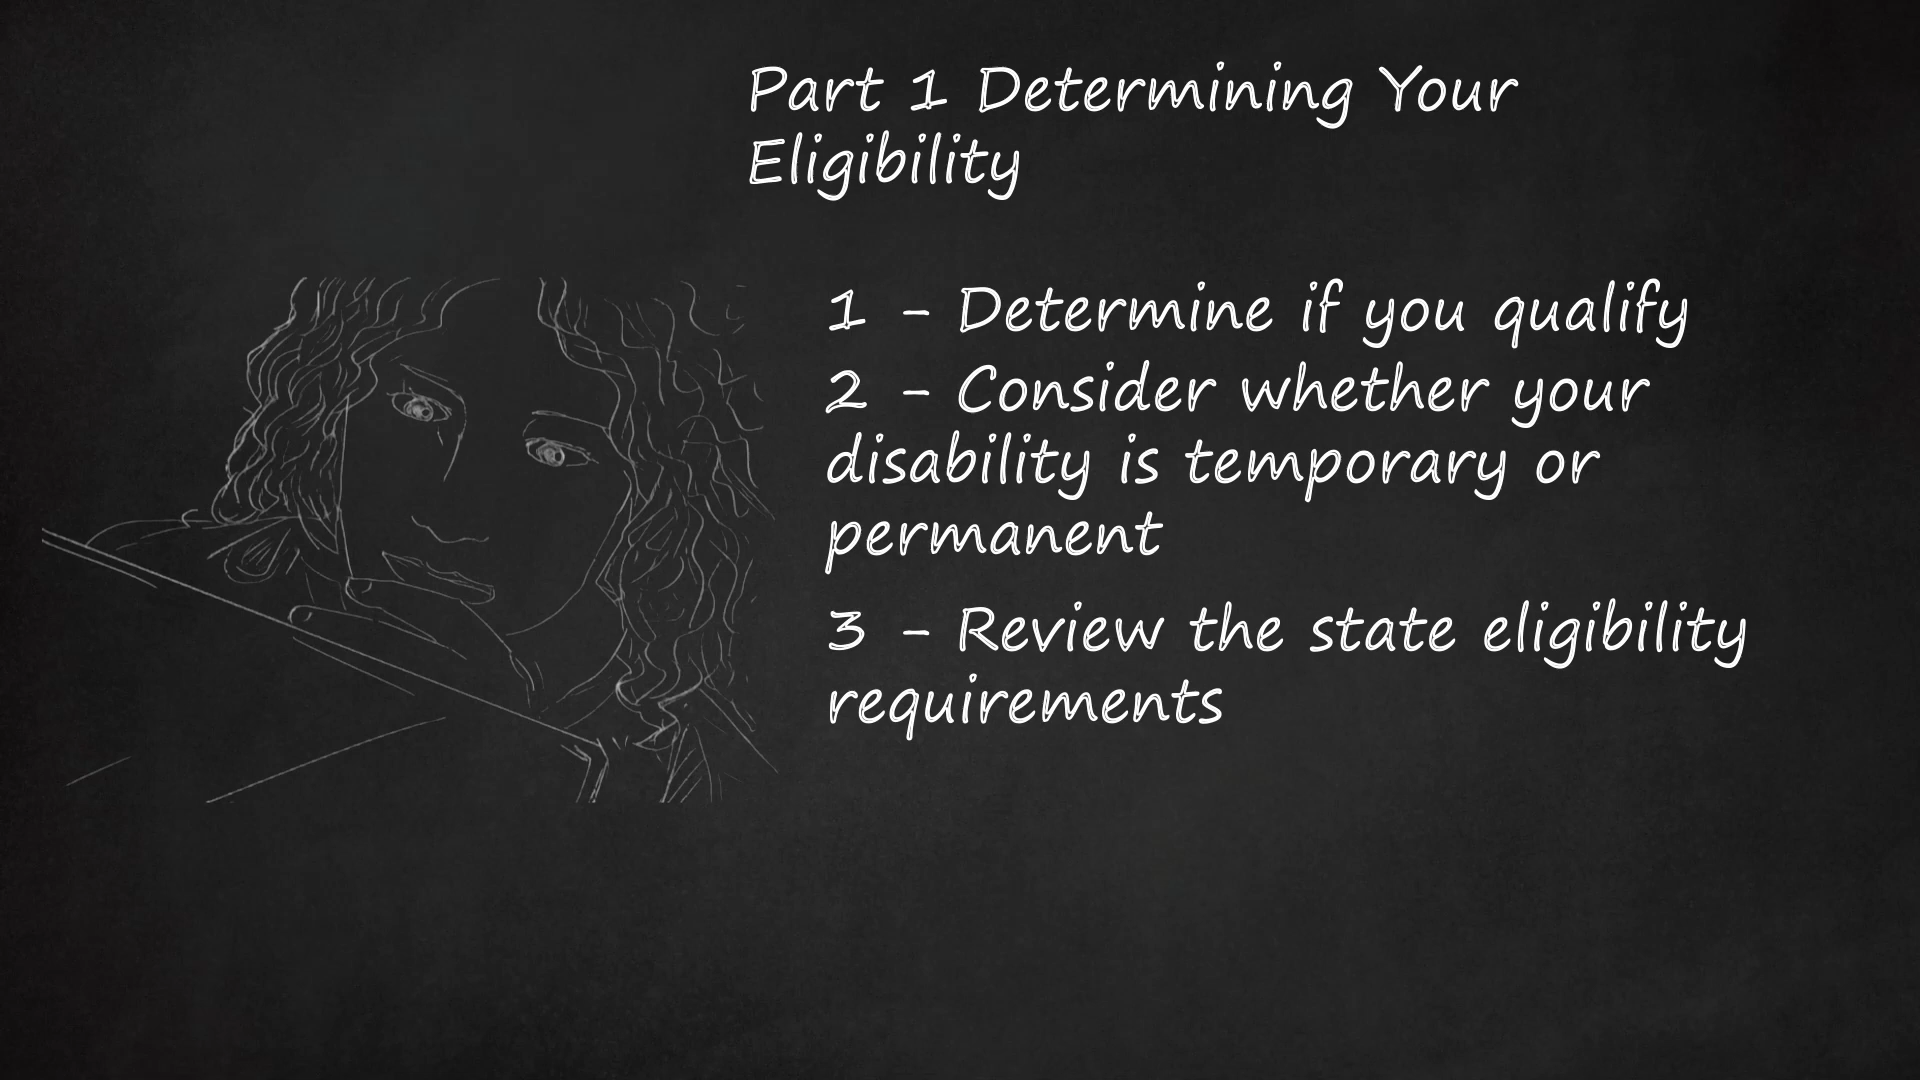 Part 1 Determining Your
Eligibility
1 - Determine if you qualify
2 - Consider whether your
disability is temporary or
permanent
3 - Review the state eligibility
requirements